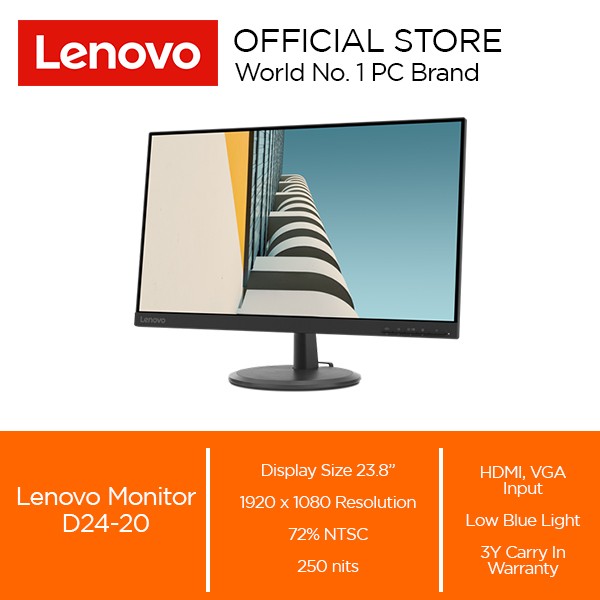 Lenovo
OFFICIAL STORE
World No. 1 PC Brand
Lenovo
Lenovo Monitor
D24-20
Display Size 23.8”
1920 x 1080 Resolution
72% NTSC
250 nits
HDMI, VGA
Input
Low Blue Light
3Y Carry In
Warranty